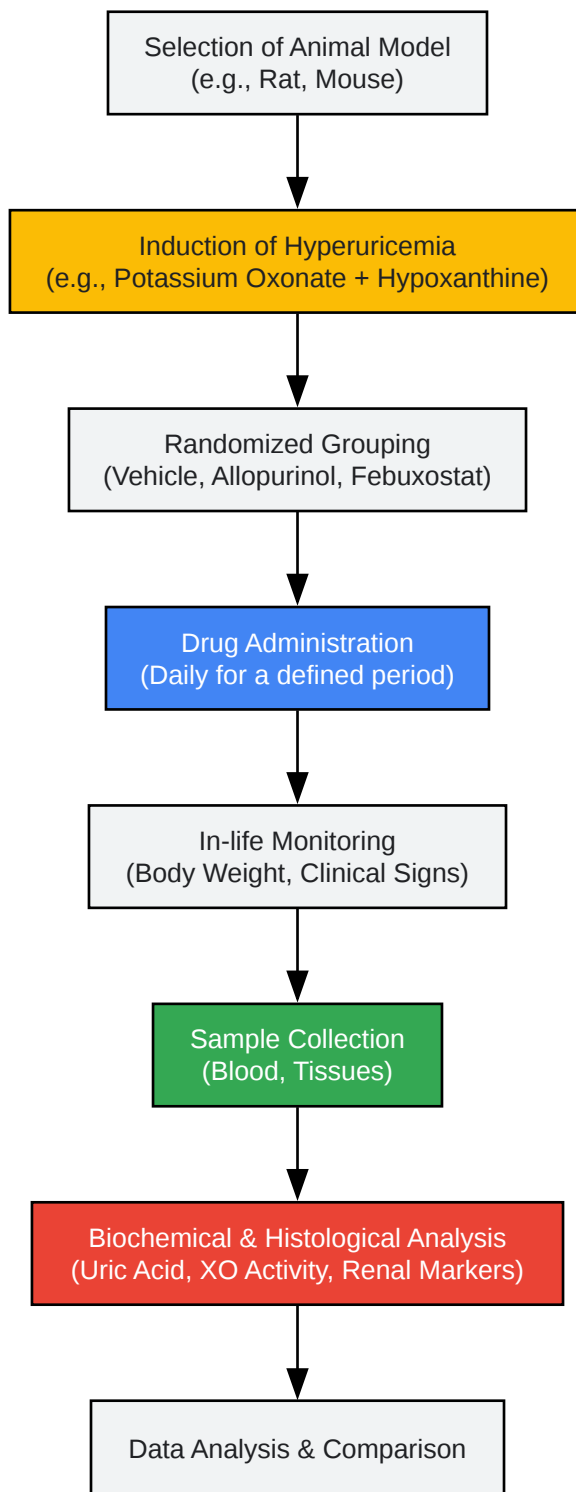 Selection of Animal Model
(e.g., Rat, Mouse)
Induction of Hyperuricemia
(e.g., Potassium Oxonate + Hypoxanthine)
Randomized Grouping
(Vehicle, Allopurinol, Febuxostat)
Drug Administration
(Daily for a defined period)
In-life Monitoring
(Body Weight, Clinical Signs)
Sample Collection
(Blood, Tissues)
Biochemical & Histological Analysis
(Uric Acid, XO Activity, Renal Markers)
Data Analysis & Comparison